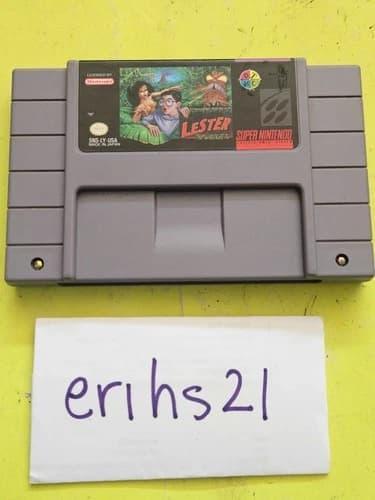 LICENSED BY
Nintendo
SNS-LY-USA
MADE IN JAPAN
LESTER
SUPER NINTENDO
erihs21